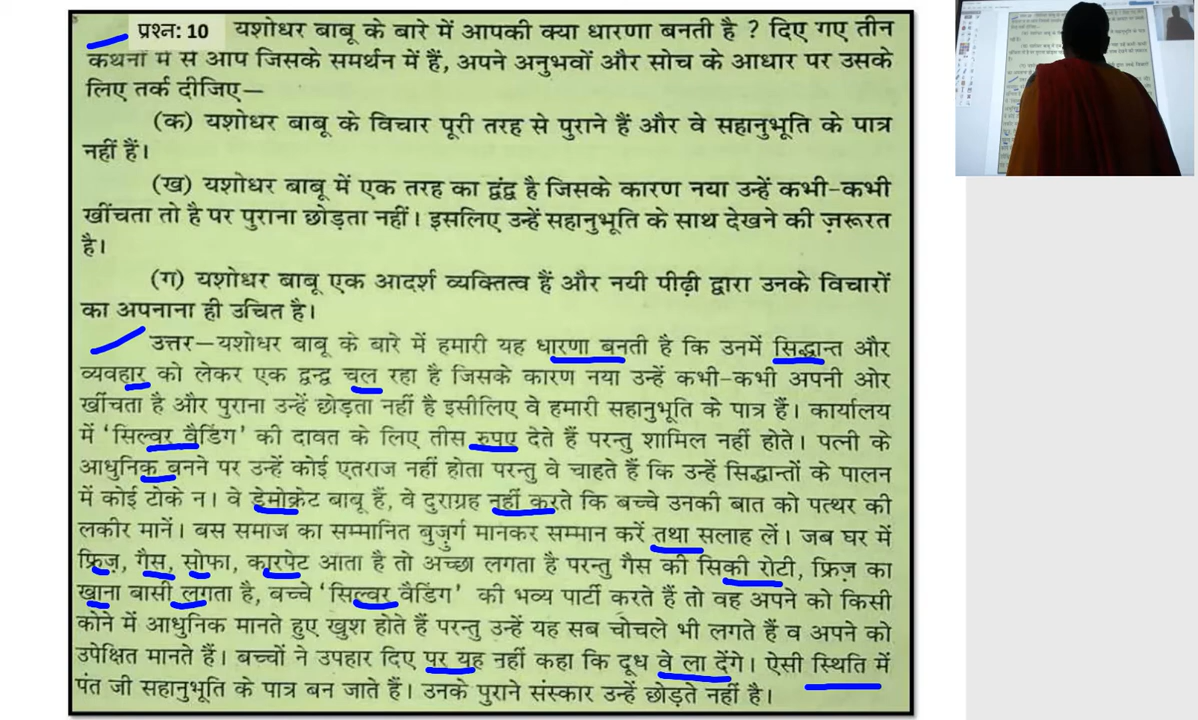 प्रश्न: 10 यशोधर बाबू के बारे में आपकी क्या धारणा बनती है ? दिए गए तीन
कथनों में से आप जिसके समर्थन में हैं, अपने अनुभवों और सोच के आधार पर उसके
लिए तर्क दीजिए—
(क) यशोधर बाबू के विचार पूरी तरह से पुराने हैं और वे सहानुभूति के पात्र
नहीं हैं।
(ख) यशोधर बाबू में एक तरह का द्वंद्व है जिसके कारण नया उन्हें कभी-कभी
खींचता तो है पर पुराना छोड़ता नहीं। इसलिए उन्हें सहानुभूति के साथ देखने की ज़रूरत
है।
(ग) यशोधर बाबू एक आदर्श व्यक्तित्व हैं और नयी पीढ़ी द्वारा उनके विचारों
का अपनाना ही उचित है।
उत्तर—यशोधर बाबू के बारे में हमारी यह धारणा बनती है कि उनमें सिद्धान्त और
व्यवहार को लेकर एक द्वन्द्व चल रहा है जिसके कारण नया उन्हें कभी-कभी अपनी ओर
खींचता है और पुराना उन्हें छोड़ता नहीं है इसीलिए वे हमारी सहानुभूति के पात्र हैं। कार्यालय
में ‘सिल्वर वैडिंग’ की दावत के लिए तीस रुपए देते हैं परन्तु शामिल नहीं होते। पत्नी के
आधुनिक बनने पर उन्हें कोई एतराज नहीं होता परन्तु वे चाहते हैं कि उन्हें सिद्धान्तों के पालन
में कोई टोके न। वे डेमोक्रेट बाबू हैं, वे दुराग्रह नहीं करते कि बच्चे उनकी बात को पत्थर की
लकीर मानें। बस समाज का सम्मानित बुजुर्ग मानकर सम्मान करें तथा सलाह लें। जब घर में
फ्रिज़, गैस, सोफा, कारपेट आता है तो अच्छा लगता है परन्तु गैस की सिकी रोटी, फ्रिज़ का
खाना बासी लगता है, बच्चे ‘सिल्वर वैडिंग’ की भव्य पार्टी करते हैं तो वह अपने को किसी
कोने में आधुनिक मानते हुए खुश होते हैं परन्तु उन्हें यह सब चोचले भी लगते हैं व अपने को
उपेक्षित मानते हैं। बच्चों ने उपहार दिए पर यह नहीं कहा कि दूध वे ला देंगे। ऐसी स्थिति में
पंत जी सहानुभूति के पात्र बन जाते हैं। उनके पुराने संस्कार उन्हें छोड़ते नहीं है।